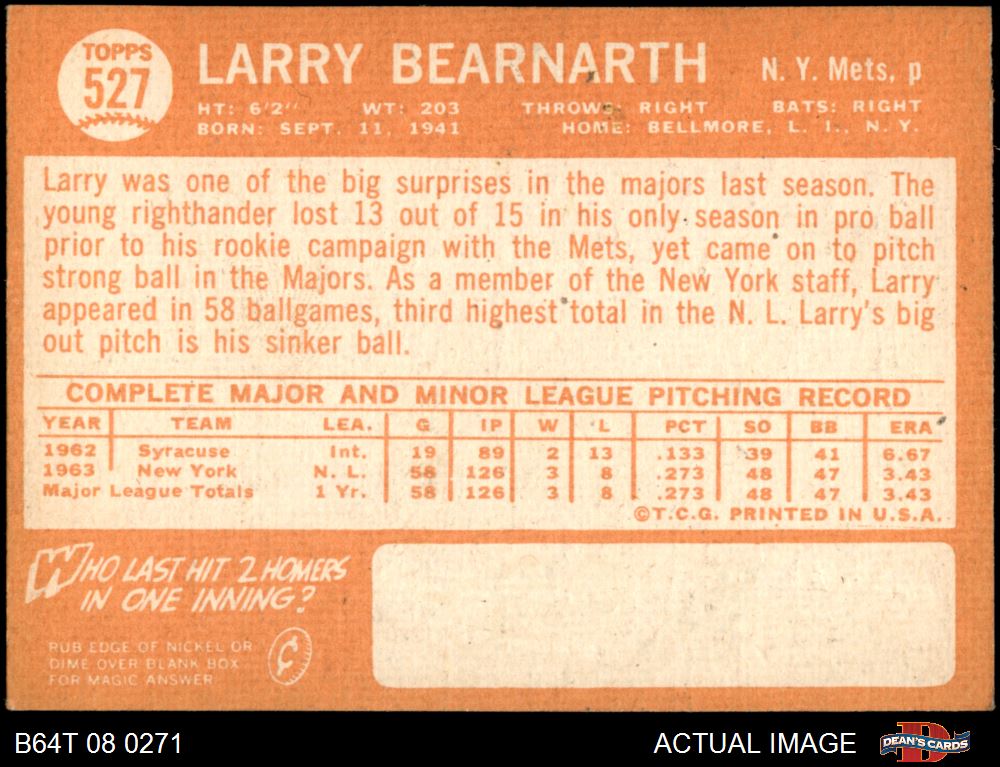 TOPPS
527
LARRY BEARNARTH N. Y. Mets, p
HT: 6'2" WT: 203 THROWS: RIGHT BATS: RIGHT
BORN: SEPT. 11, 1941 HOME: BELLMORE, L. I., N. Y.
Larry was one of the big surprises in the majors last season. The
young righthander lost 13 out of 15 in his only season in pro ball
prior to his rookie campaign with the Mets, yet came on to pitch
strong ball in the Majors. As a member of the New York staff, Larry
appeared in 58 ballgames, third highest total in the N. L. Larry's big
out pitch is his sinker ball.
COMPLETE MAJOR AND MINOR LEAGUE PITCHING RECORD
YEAR TEAM LEA. G IP W L PCT SO BB ERA
1962 Syracuse Int. 19 89 2 13 .133 39 41 6.67
1963 New York N. L. 58 126 3 8 .273 48 47 3.43
Major League Totals 1 Yr. 58 126 3 8 .273 48 47 3.43
©T.C.G. PRINTED IN U.S.A.
WHO LAST HIT 2 HOMERS
IN ONE INNING?
RUB EDGE OF NICKEL OR
DIME OVER BLANK BOX
FOR MAGIC ANSWER
¢
B64T 08 0271 ACTUAL IMAGE D DEAN'S CARDS